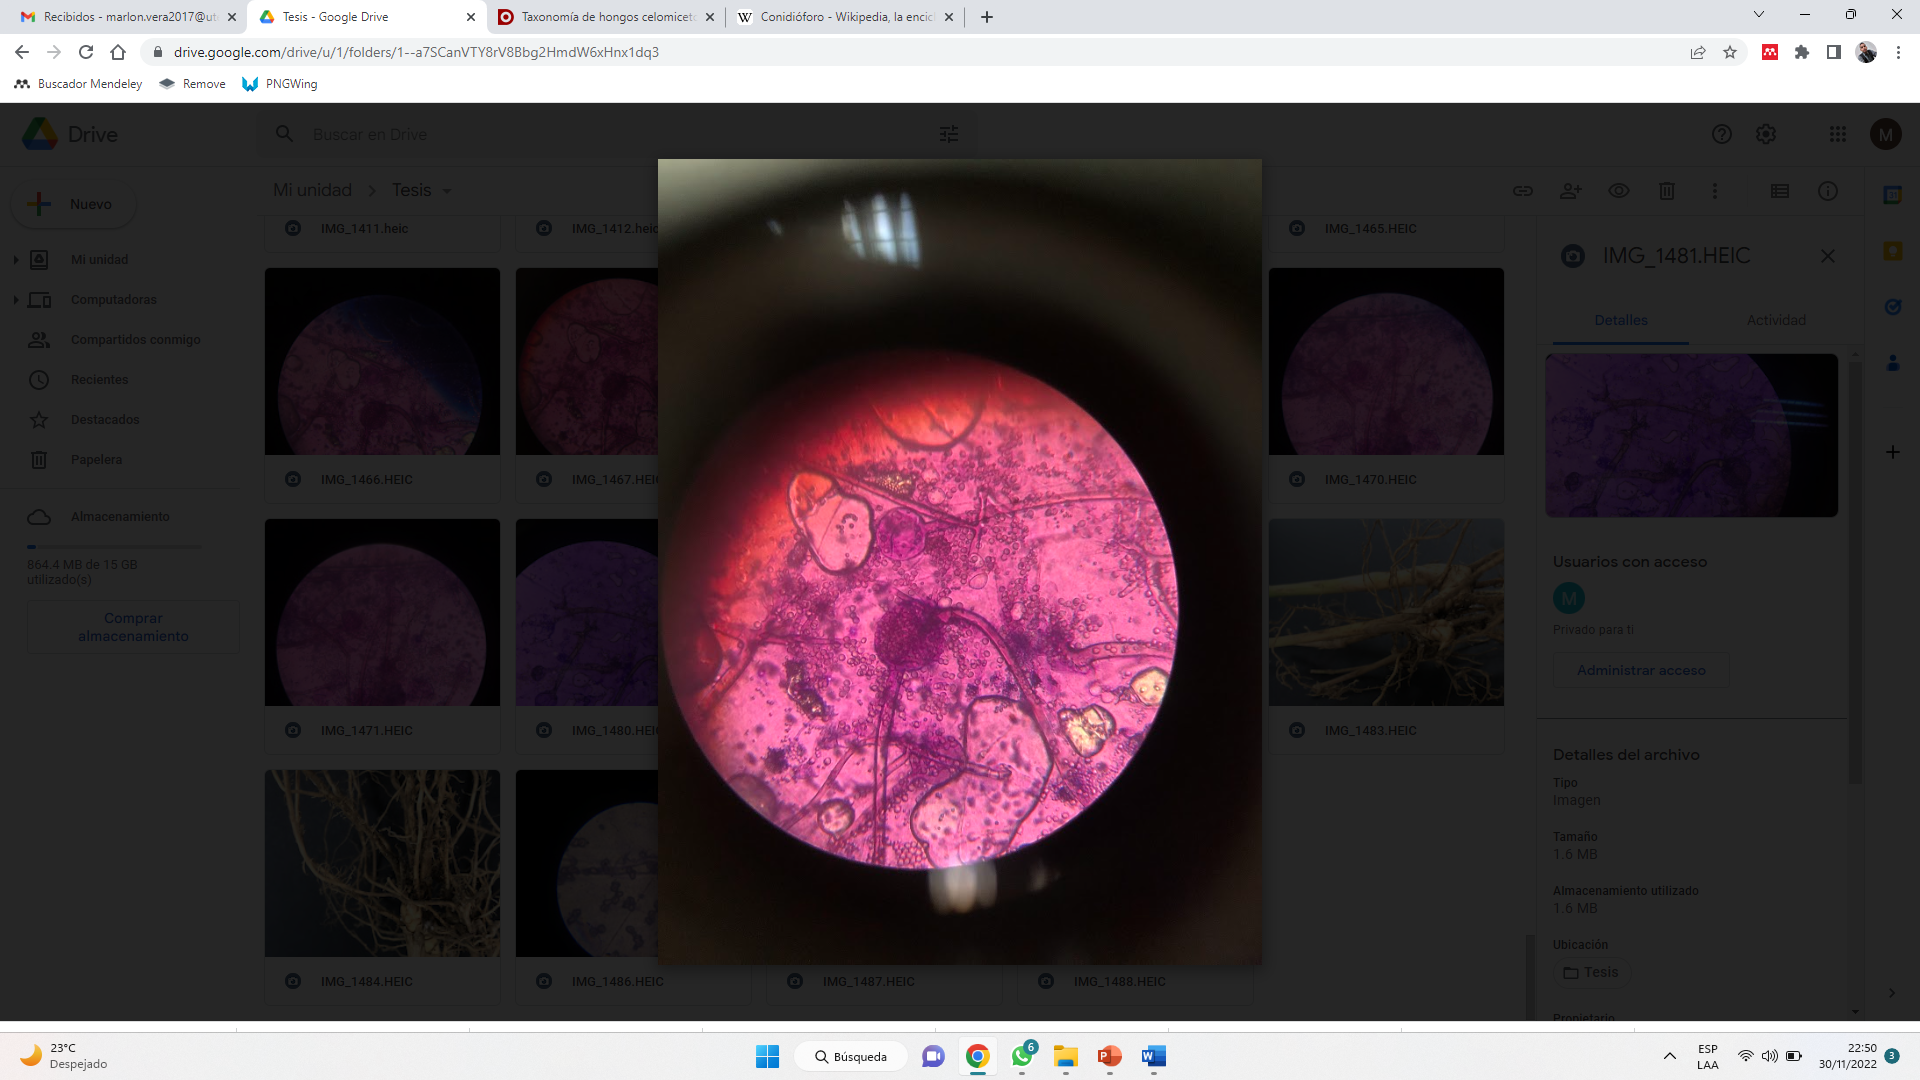 Recibidos - marlon.vera2017@ut
Tesis - Google Drive
Taxonomía de hongos celomicet
Conidióforo - Wikipedia, la encicl
drive.google.com/drive/u/1/folders/1--a7SCanVTY8rV8Bbg2HmdW6xHnx1dq3
Buscador Mendeley
Remove
PNGWing
Drive
Buscar en Drive
M
Nuevo
Mi unidad
Computadoras
Compartidos conmigo
Recientes
Destacados
Papelera
Almacenamiento
864.4 MB de 15 GB
utilizado(s)
Comprar
almacenamiento
Mi unidad > Tesis
IMG_1411.heic
IMG_1412.heic
IMG_1465.HEIC
IMG_1466.HEIC
IMG_1467.HEIC
IMG_1470.HEIC
IMG_1471.HEIC
IMG_1480.HEIC
IMG_1483.HEIC
IMG_1484.HEIC
IMG_1486.HEIC
IMG_1487.HEIC
IMG_1488.HEIC
IMG_1481.HEIC
Detalles
Actividad
Usuarios con acceso
M
Privado para ti
Administrar acceso
Detalles del archivo
Tipo
Imagen
Tamaño
1.6 MB
Almacenamiento utilizado
1.6 MB
Ubicación
Tesis
Propietario
23°C
Despejado
Búsqueda
6
ESP
LAA
22:50
30/11/2022
3